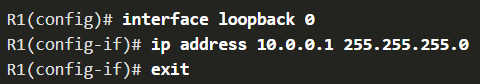 R1(config)# interface loopback 0
R1(config-if)# ip address 10.0.0.1 255.255.255.0
R1(config-if)# exit